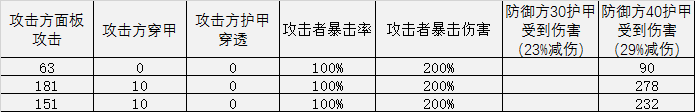 攻击方面板攻击 攻击方穿甲 攻击方护甲穿透 攻击者暴击率 攻击者暴击伤害 防御方30护甲受到伤害（23%减伤） 防御方40护甲受到伤害（29%减伤）
63 0 0 100% 200% 90
181 10 0 100% 200% 278
151 10 0 100% 200% 232